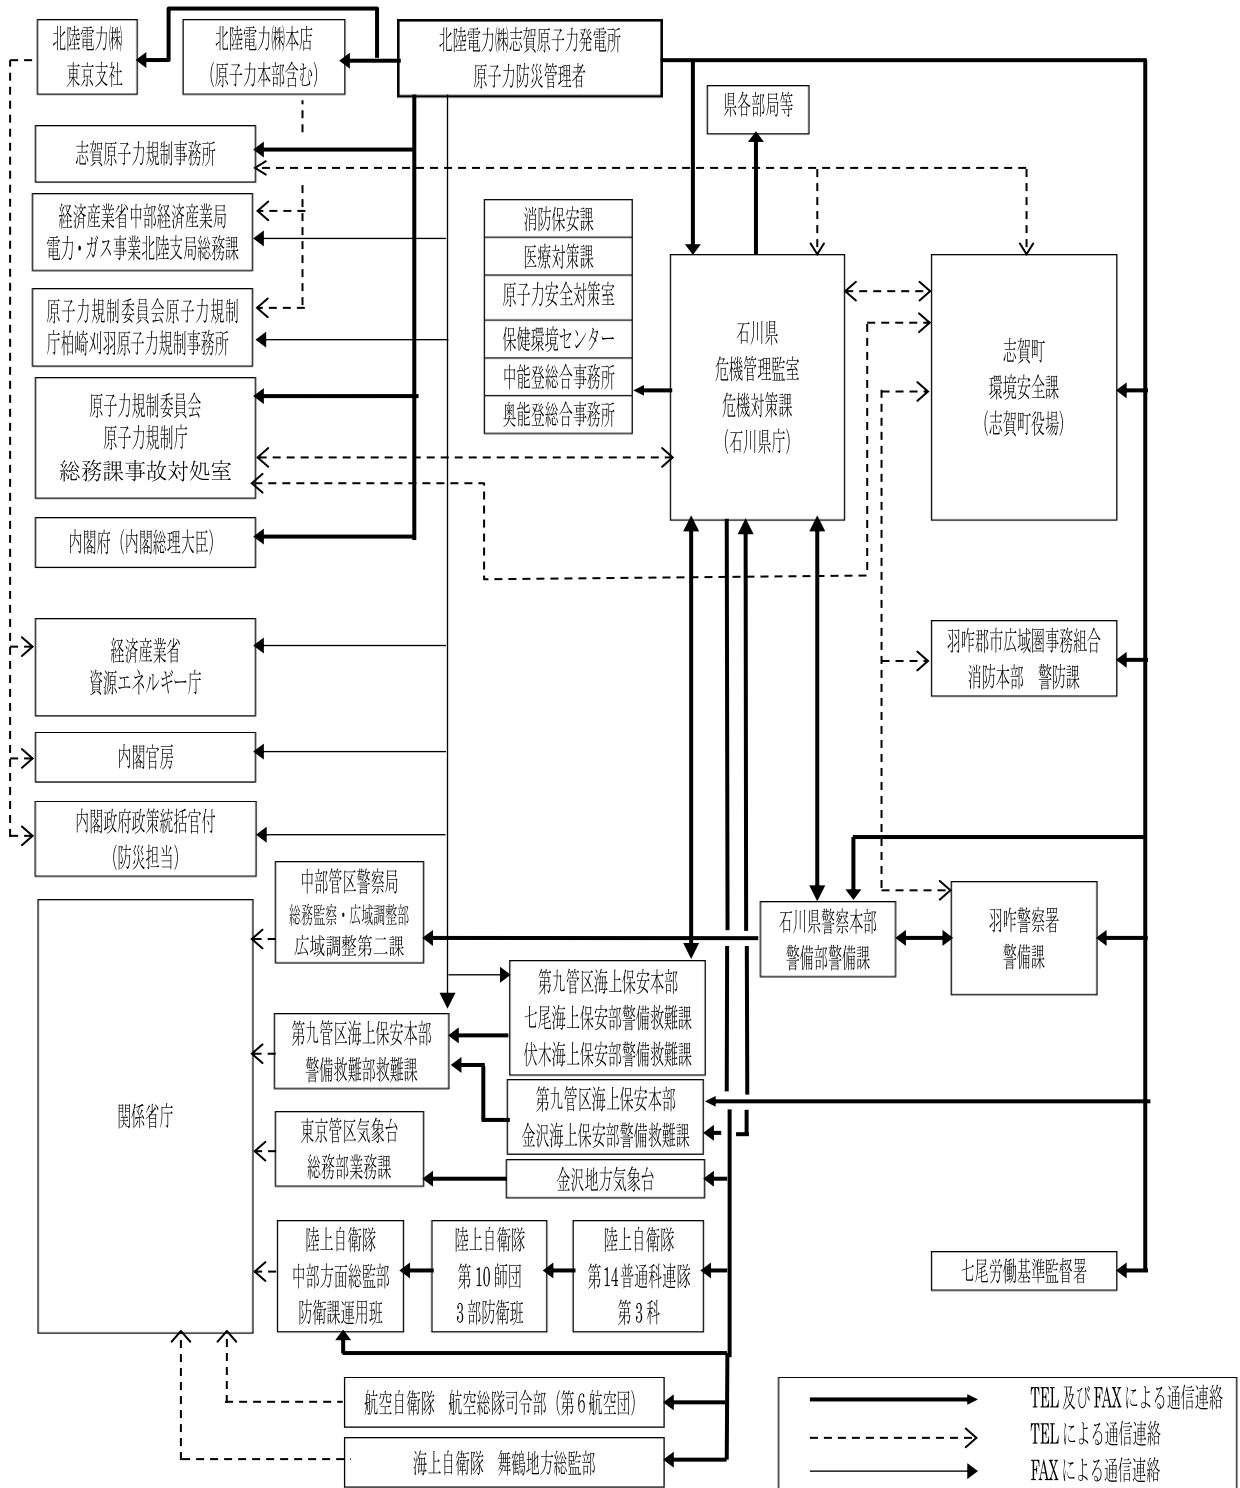 北陸電力㈱
東京支社
北陸電力㈱本店
(原子力本部含む)
北陸電力㈱志賀原子力発電所
原子力防災管理者
県各部局等
志賀原子力規制事務所
経済産業省中部経済産業局
電力・ガス事業北陸支局総務課
原子力規制委員会原子力規制
庁柏崎刈羽原子力規制事務所
原子力規制委員会
原子力規制庁
総務課事故対処室
内閣府（内閣総理大臣）
消防保安課
医療対策課
原子力安全対策室
保健環境センター
中能登総合事務所
奥能登総合事務所
石川県
危機管理監室
危機対策課
(石川県庁)
志賀町
環境安全課
(志賀町役場)
経済産業省
資源エネルギー庁
内閣官房
内閣政府政策統括官付
(防災担当)
羽咋郡市広域圏事務組合
消防本部　警防課
中部管区警察局
総務監察・広域調整部
広域調整第二課
石川県警察本部
警備部警備課
羽咋警察署
警備課
関係省庁
第九管区海上保安本部
七尾海上保安部警備救難課
伏木海上保安部警備救難課
第九管区海上保安本部
警備救難部救難課
第九管区海上保安本部
金沢海上保安部警備救難課
東京管区気象台
総務部業務課
金沢地方気象台
陸上自衛隊
中部方面総監部
防衛課運用班
陸上自衛隊
第10師団
3部防衛班
陸上自衛隊
第14普通科連隊
第3科
七尾労働基準監督署
航空自衛隊　航空総隊司令部（第6航空団）
海上自衛隊　舞鶴地方総監部
TEL及びFAXによる通信連絡
TELによる通信連絡
FAXによる通信連絡